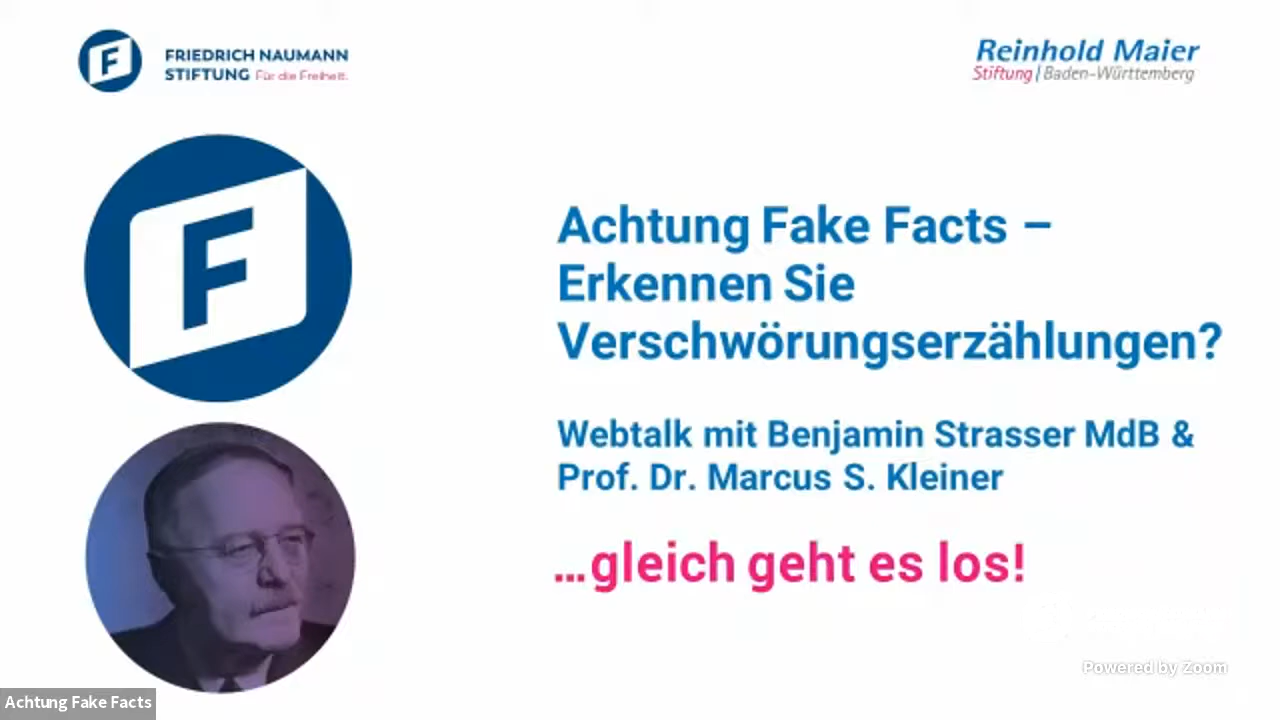 FRIEDRICH NAUMANN
STIFTUNG Für die Freiheit.
Reinhold Maier
Stiftung | Baden-Württemberg
F
Achtung Fake Facts –
Erkennen Sie
Verschwörungserzählungen?
Webtalk mit Benjamin Strasser MdB &
Prof. Dr. Marcus S. Kleiner
...gleich geht es los!
Powered by Zoom
Achtung Fake Facts